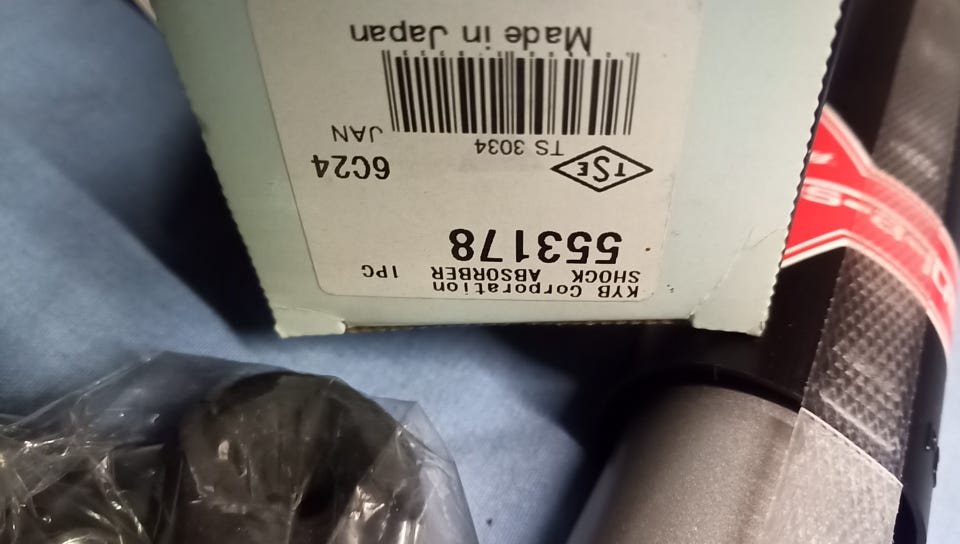 KYB Corporation
SHOCK ABSORBER 1PC
553178
TSE
TS 3034
6C24
JAN
Made in Japan